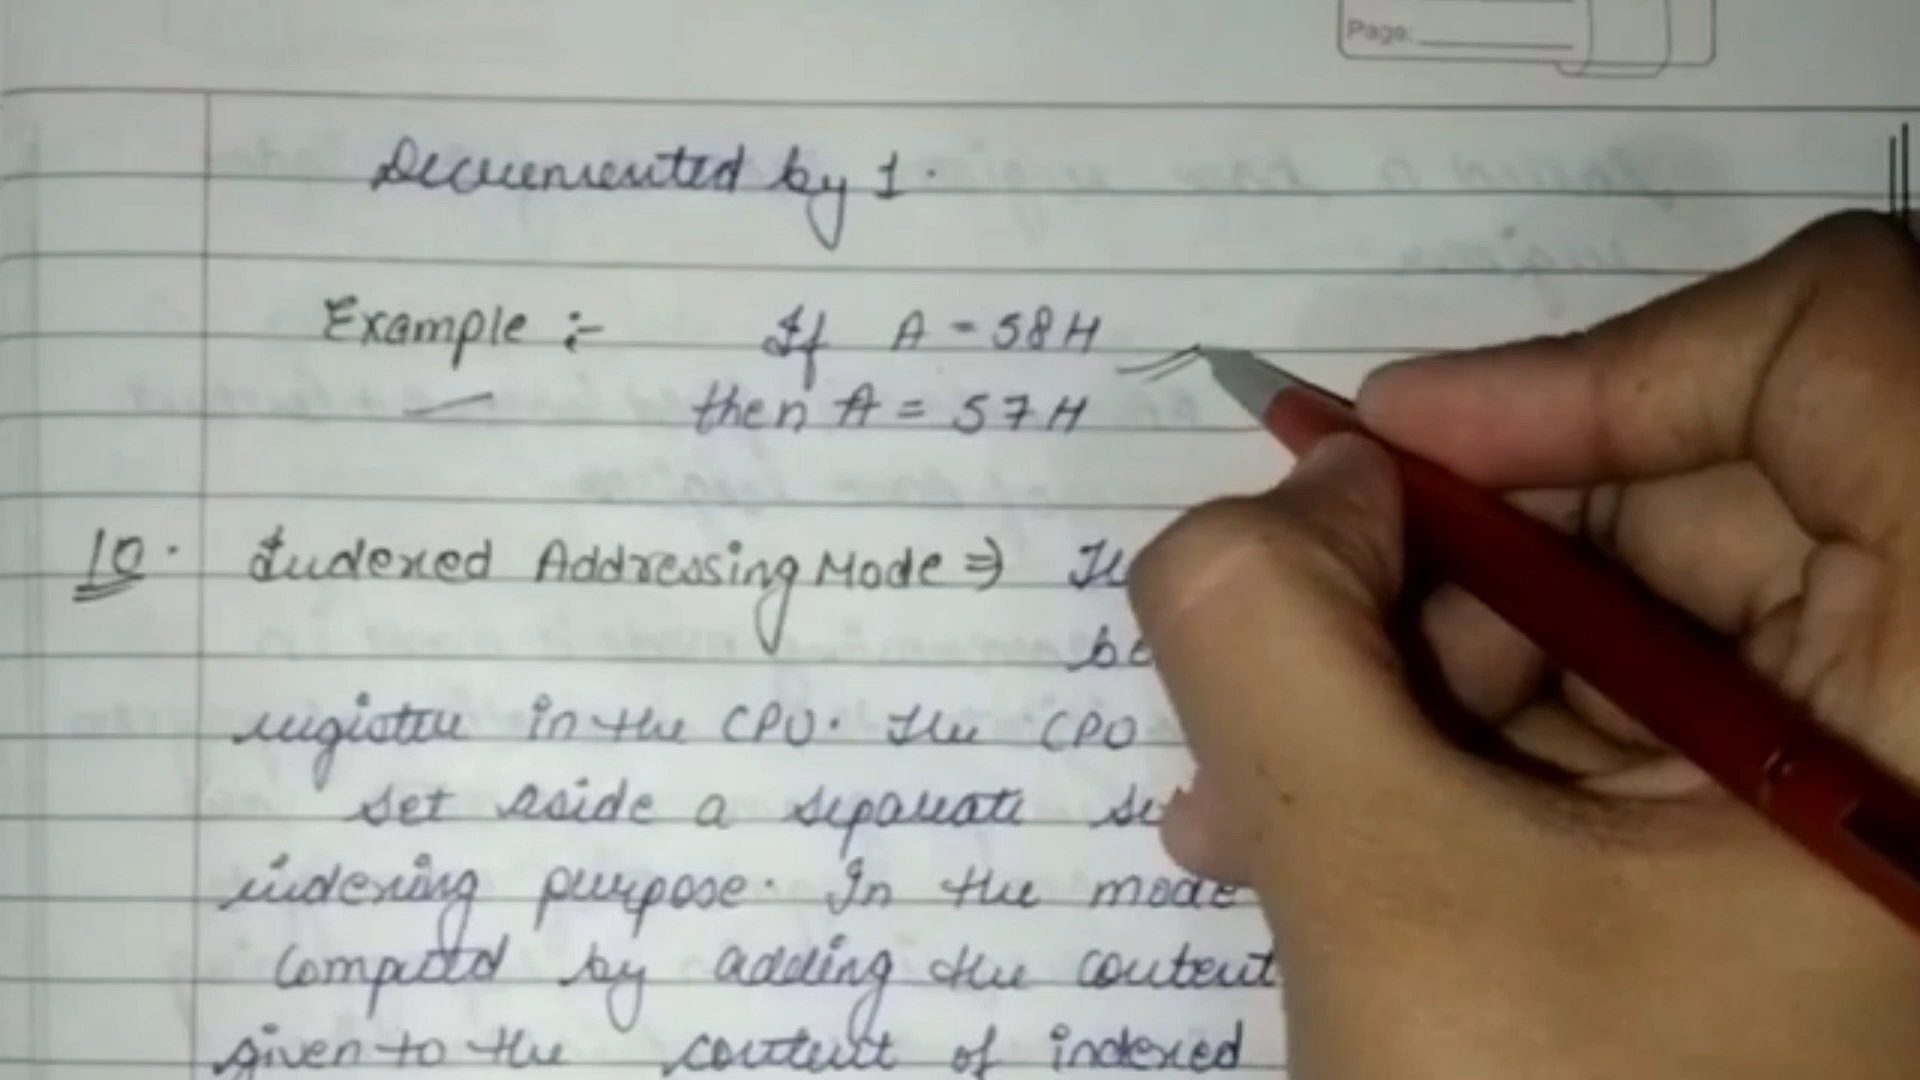 Page:
Decremented by 1.
Example :- If A = 58H
then A = 57H
10. Indexed Addressing Mode ⇒
register in the CPU. The CPU
set aside a separate
indexing purpose. In the mode
computed by adding the content
given to the content of indexed